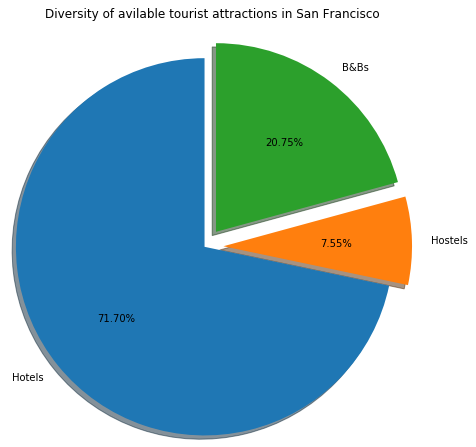 Diversity of avilable tourist attractions in San Francisco
B&Bs
20.75%
Hostels
7.55%
71.70%
Hotels